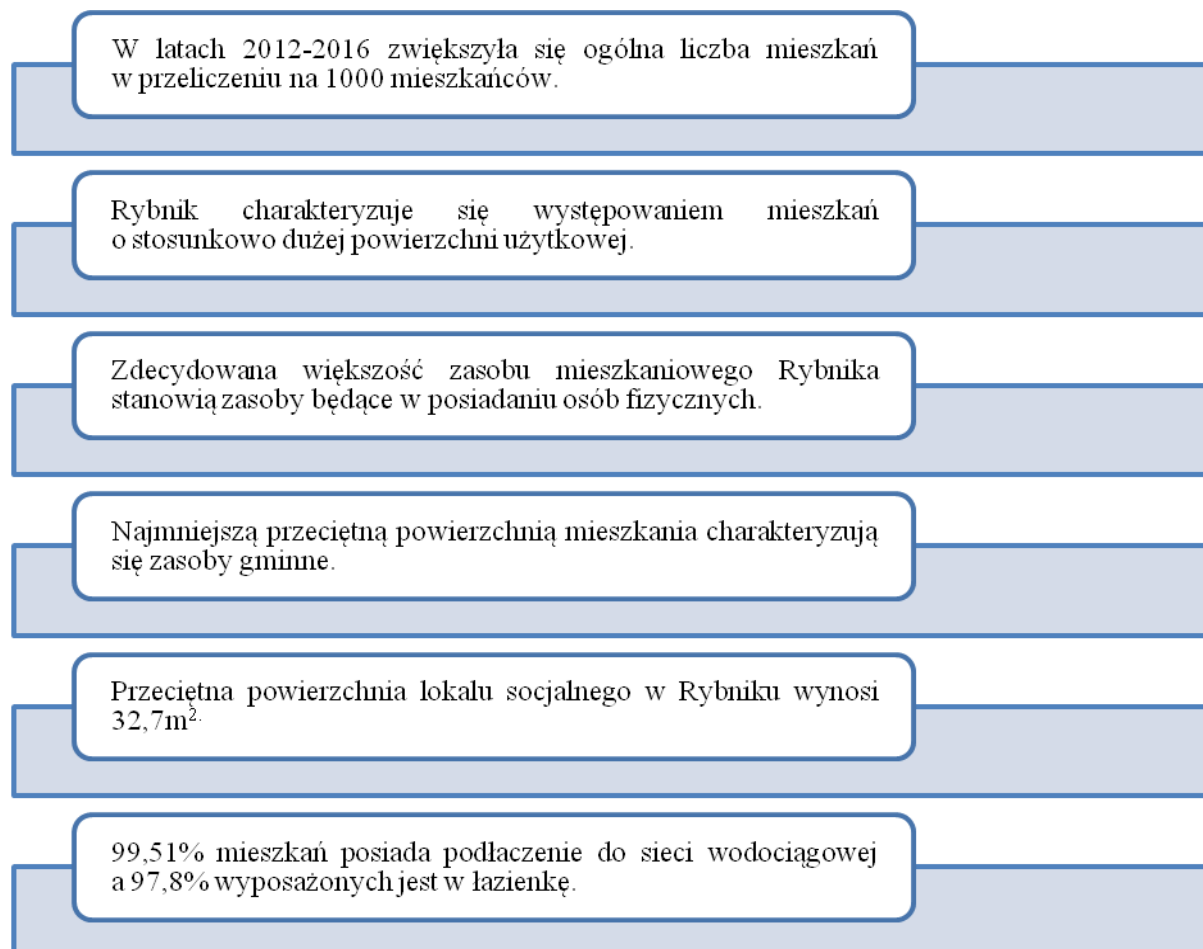 W latach 2012-2016 zwiększyła się ogólna liczba mieszkań
w przeliczeniu na 1000 mieszkańców.
Rybnik charakteryzuje się występowaniem mieszkań
o stosunkowo dużej powierzchni użytkowej.
Zdecydowana większość zasobu mieszkaniowego Rybnika
stanowią zasoby będące w posiadaniu osób fizycznych.
Najmniejszą przeciętną powierzchnią mieszkania charakteryzują
się zasoby gminne.
Przeciętna powierzchnia lokalu socjalnego w Rybniku wynosi
32,7m².
99,51% mieszkań posiada podłaczenie do sieci wodociągowej
a 97,8% wyposażonych jest w łazienkę.